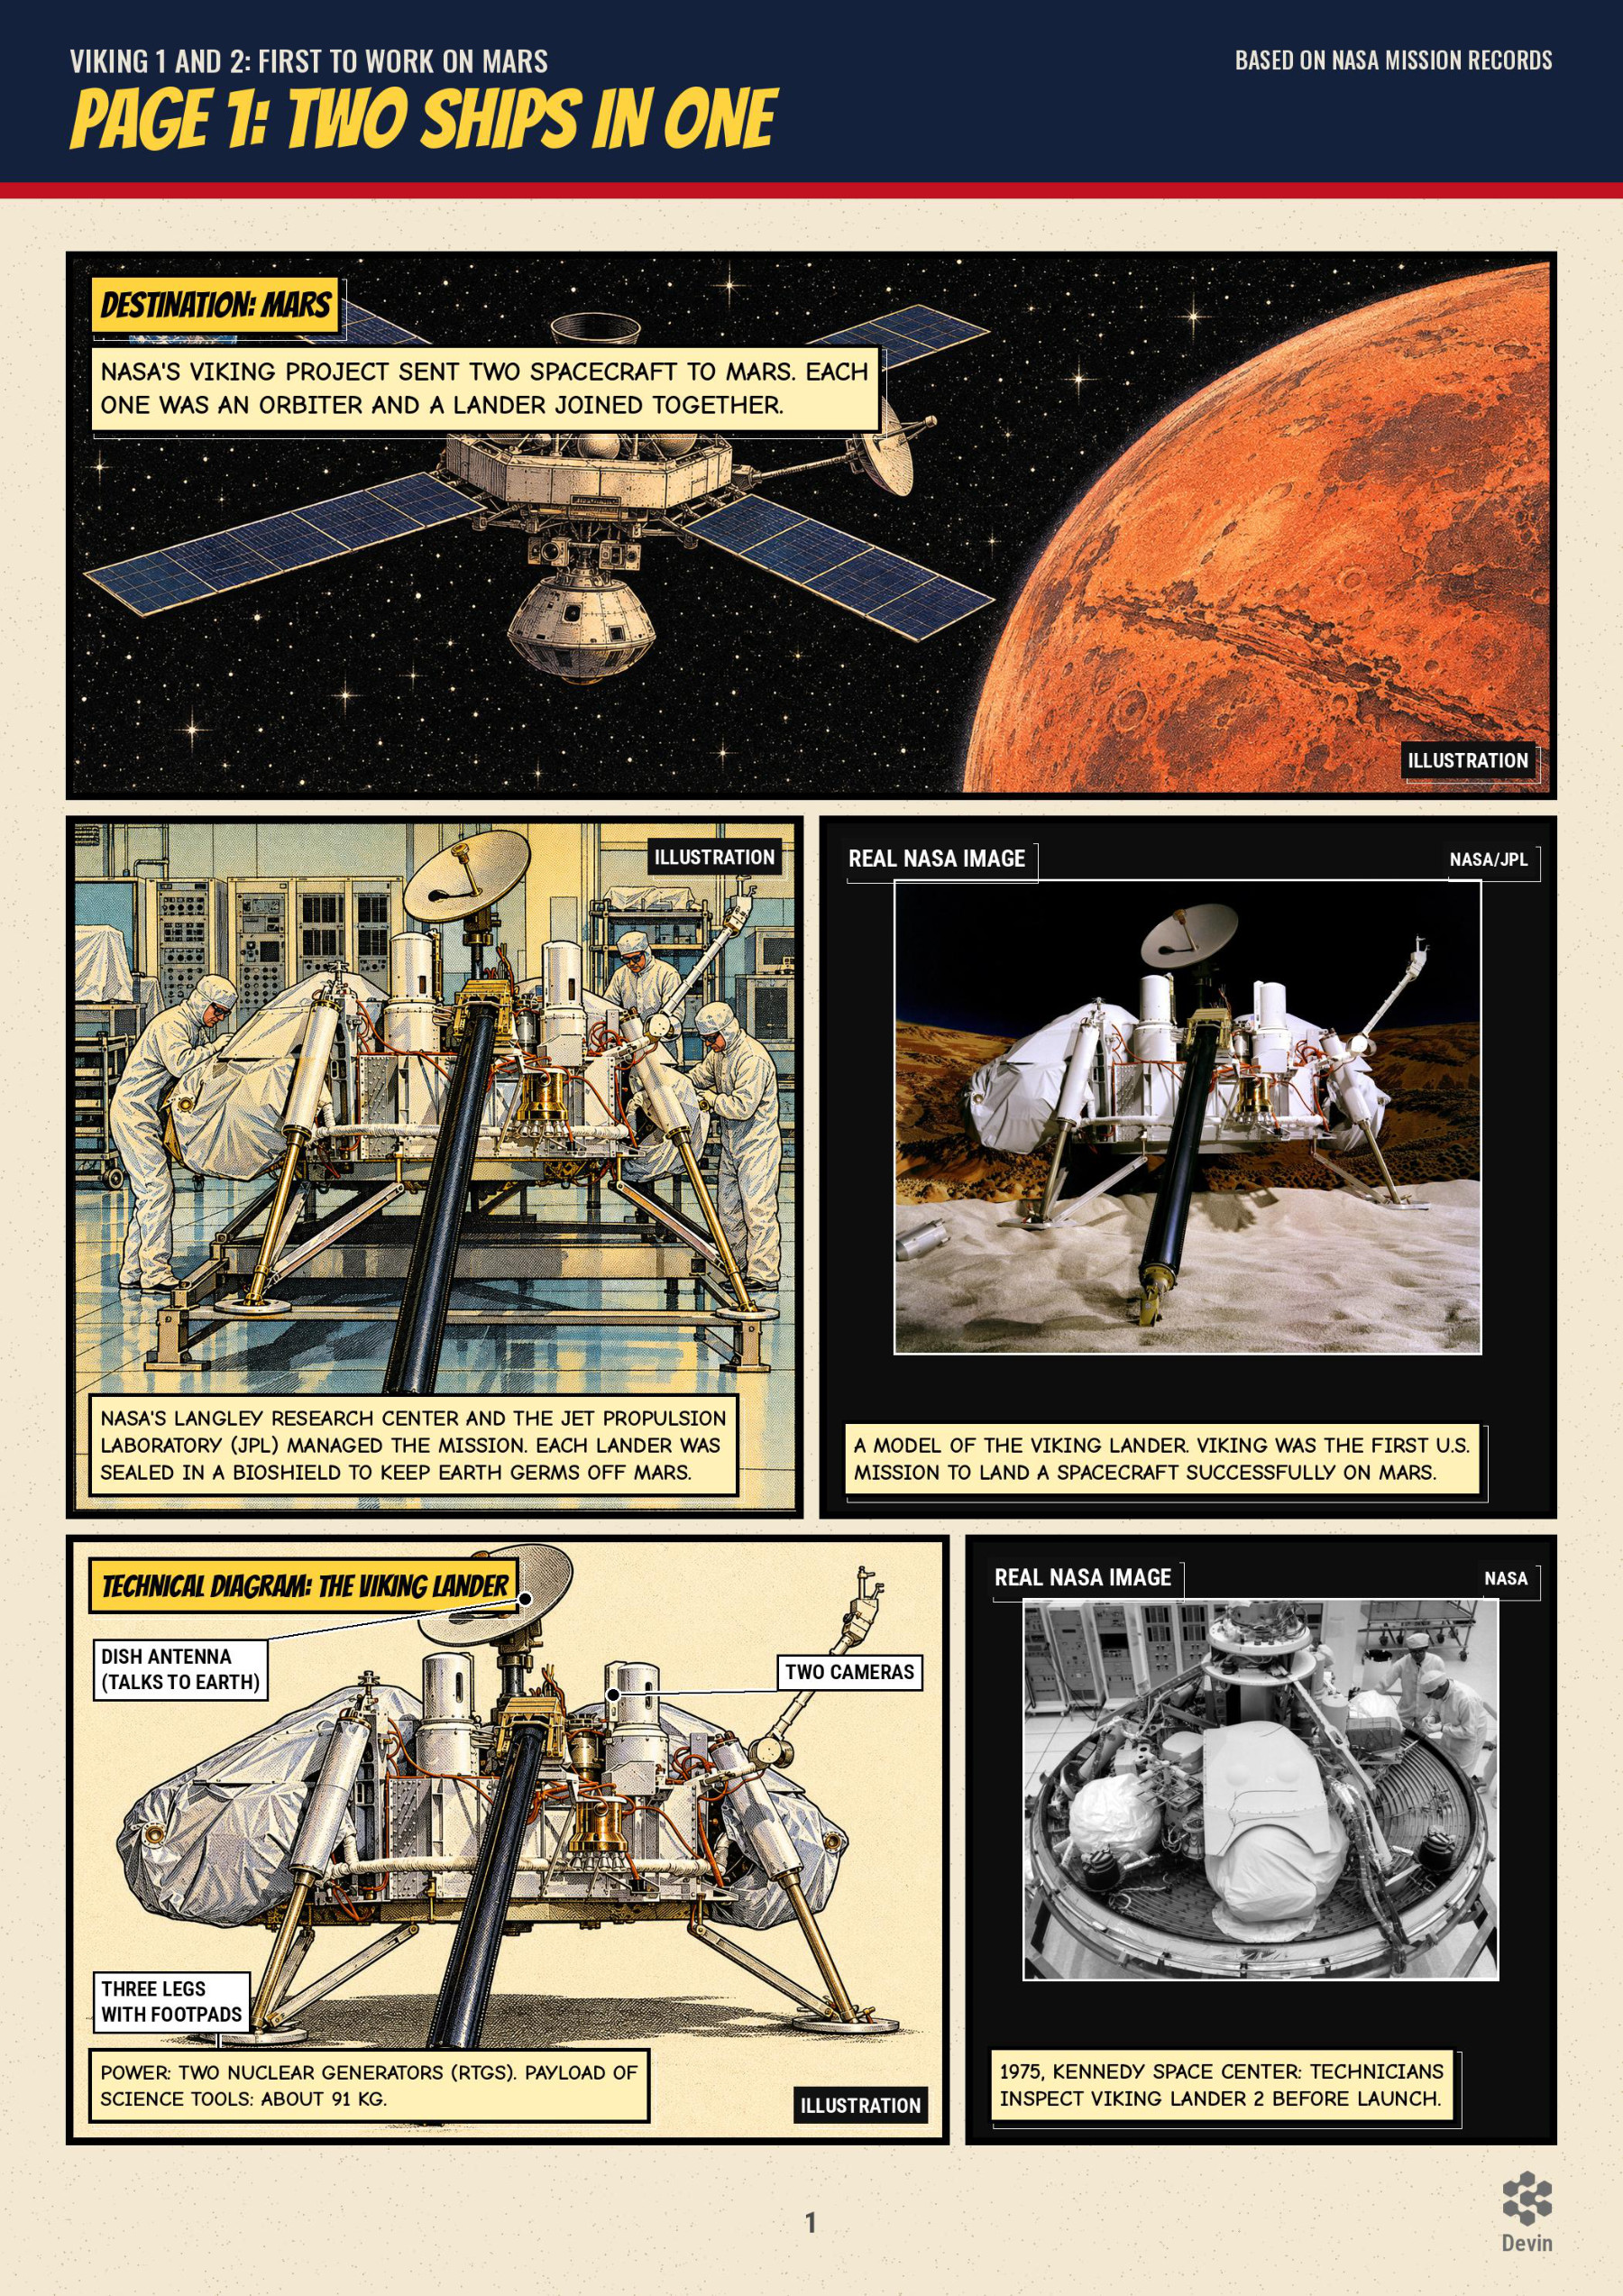 VIKING 1 AND 2: FIRST TO WORK ON MARS
BASED ON NASA MISSION RECORDS
PAGE 1: TWO SHIPS IN ONE
DESTINATION: MARS
NASA'S VIKING PROJECT SENT TWO SPACECRAFT TO MARS. EACH
ONE WAS AN ORBITER AND A LANDER JOINED TOGETHER.
ILLUSTRATION
ILLUSTRATION
NASA'S LANGLEY RESEARCH CENTER AND THE JET PROPULSION
LABORATORY (JPL) MANAGED THE MISSION. EACH LANDER WAS
SEALED IN A BIOSHIELD TO KEEP EARTH GERMS OFF MARS.
REAL NASA IMAGE
NASA/JPL
A MODEL OF THE VIKING LANDER. VIKING WAS THE FIRST U.S.
MISSION TO LAND A SPACECRAFT SUCCESSFULLY ON MARS.
TECHNICAL DIAGRAM: THE VIKING LANDER
DISH ANTENNA
(TALKS TO EARTH)
TWO CAMERAS
THREE LEGS
WITH FOOTPADS
POWER: TWO NUCLEAR GENERATORS (RTGS). PAYLOAD OF
SCIENCE TOOLS: ABOUT 91 KG.
ILLUSTRATION
REAL NASA IMAGE
NASA
1975, KENNEDY SPACE CENTER: TECHNICIANS
INSPECT VIKING LANDER 2 BEFORE LAUNCH.
1
Devin